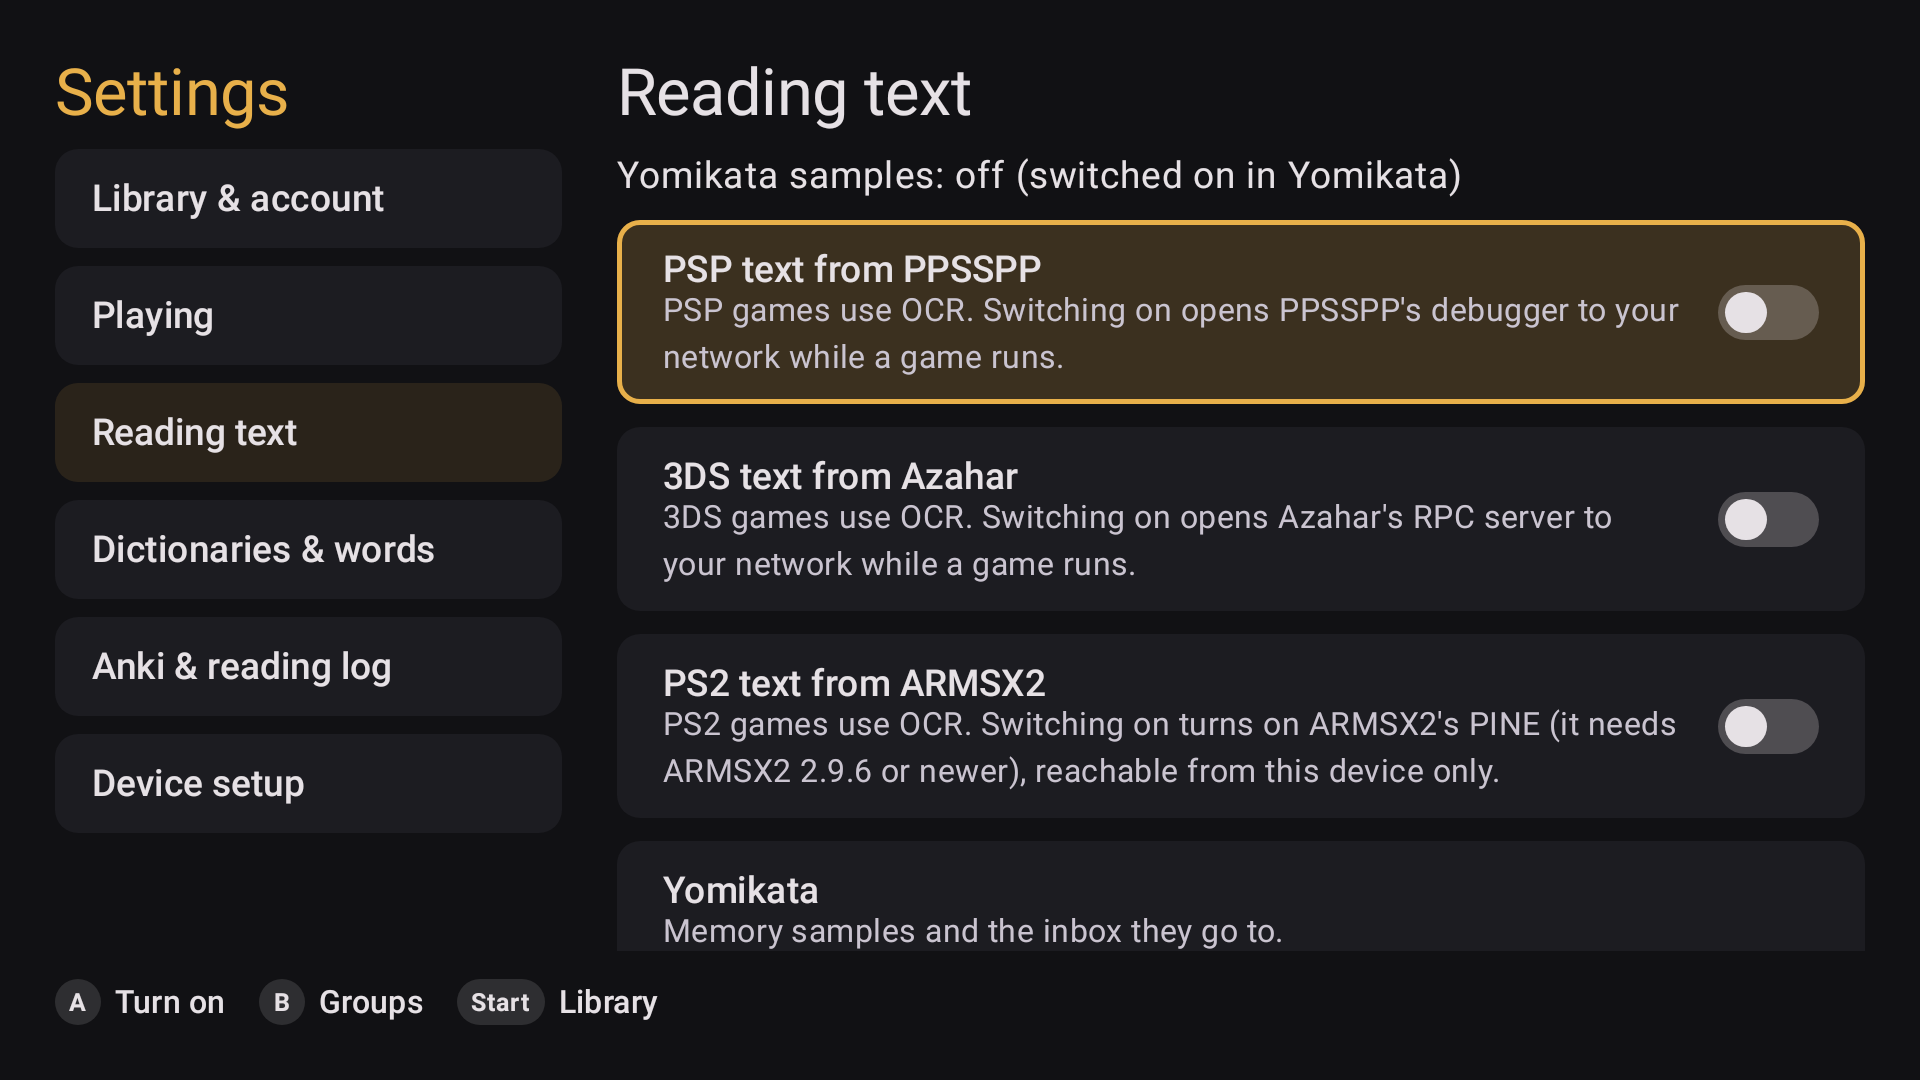 Settings
Library & account
Playing
Reading text
Dictionaries & words
Anki & reading log
Device setup
Reading text
Yomikata samples: off (switched on in Yomikata)
PSP text from PPSSPP
PSP games use OCR. Switching on opens PPSSPP's debugger to your
network while a game runs.
3DS text from Azahar
3DS games use OCR. Switching on opens Azahar's RPC server to
your network while a game runs.
PS2 text from ARMSX2
PS2 games use OCR. Switching on turns on ARMSX2's PINE (it needs
ARMSX2 2.9.6 or newer), reachable from this device only.
Yomikata
Memory samples and the inbox they go to.
A Turn on B Groups Start Library